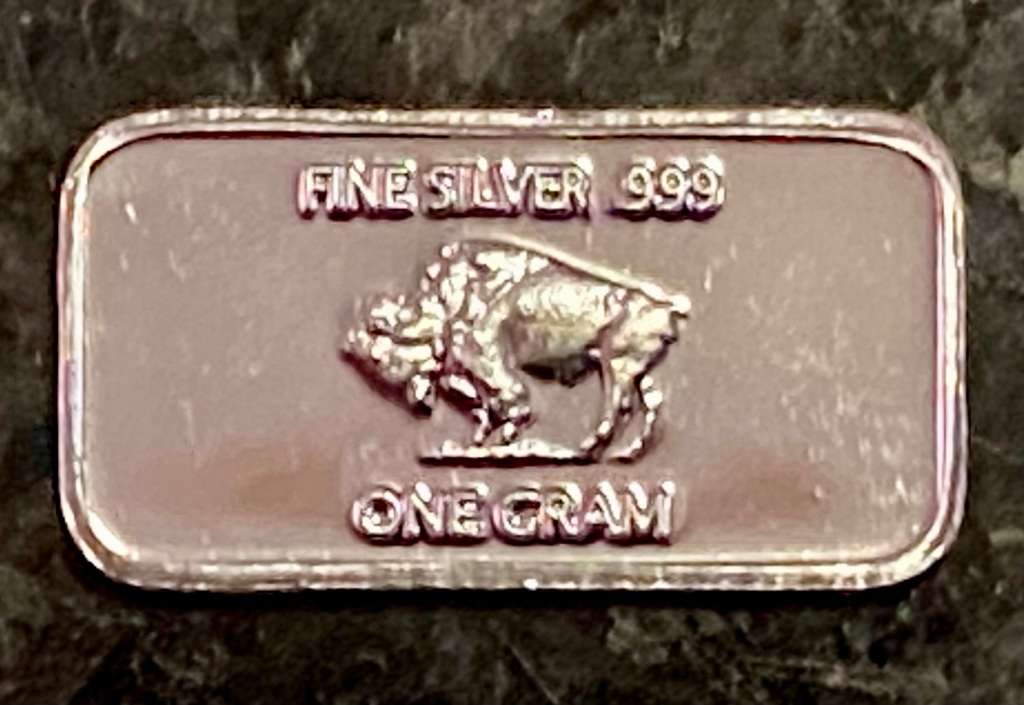 FINE SILVER .999
ONE GRAM